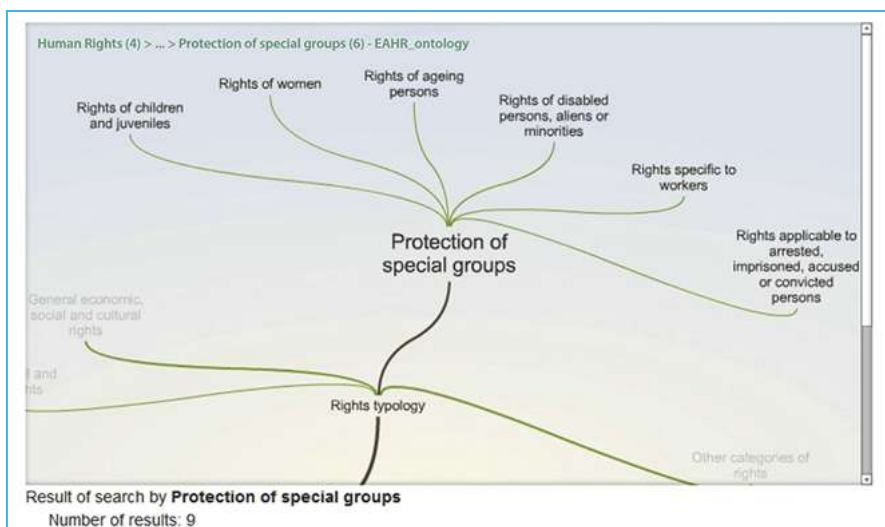 Human Rights (4) > ... > Protection of special groups (6) - EAHR_ontology
Rights of children
and juveniles
Rights of women
Rights of ageing
persons
Rights of disabled
persons, aliens or
minorities
Rights specific to
workers
Rights applicable to
arrested,
imprisoned, accused
or convicted
persons
Protection of
special groups
General economic,
social and cultural
rights
and
Rights typology
Other categories of
rights
Result of search by Protection of special groups
Number of results: 9